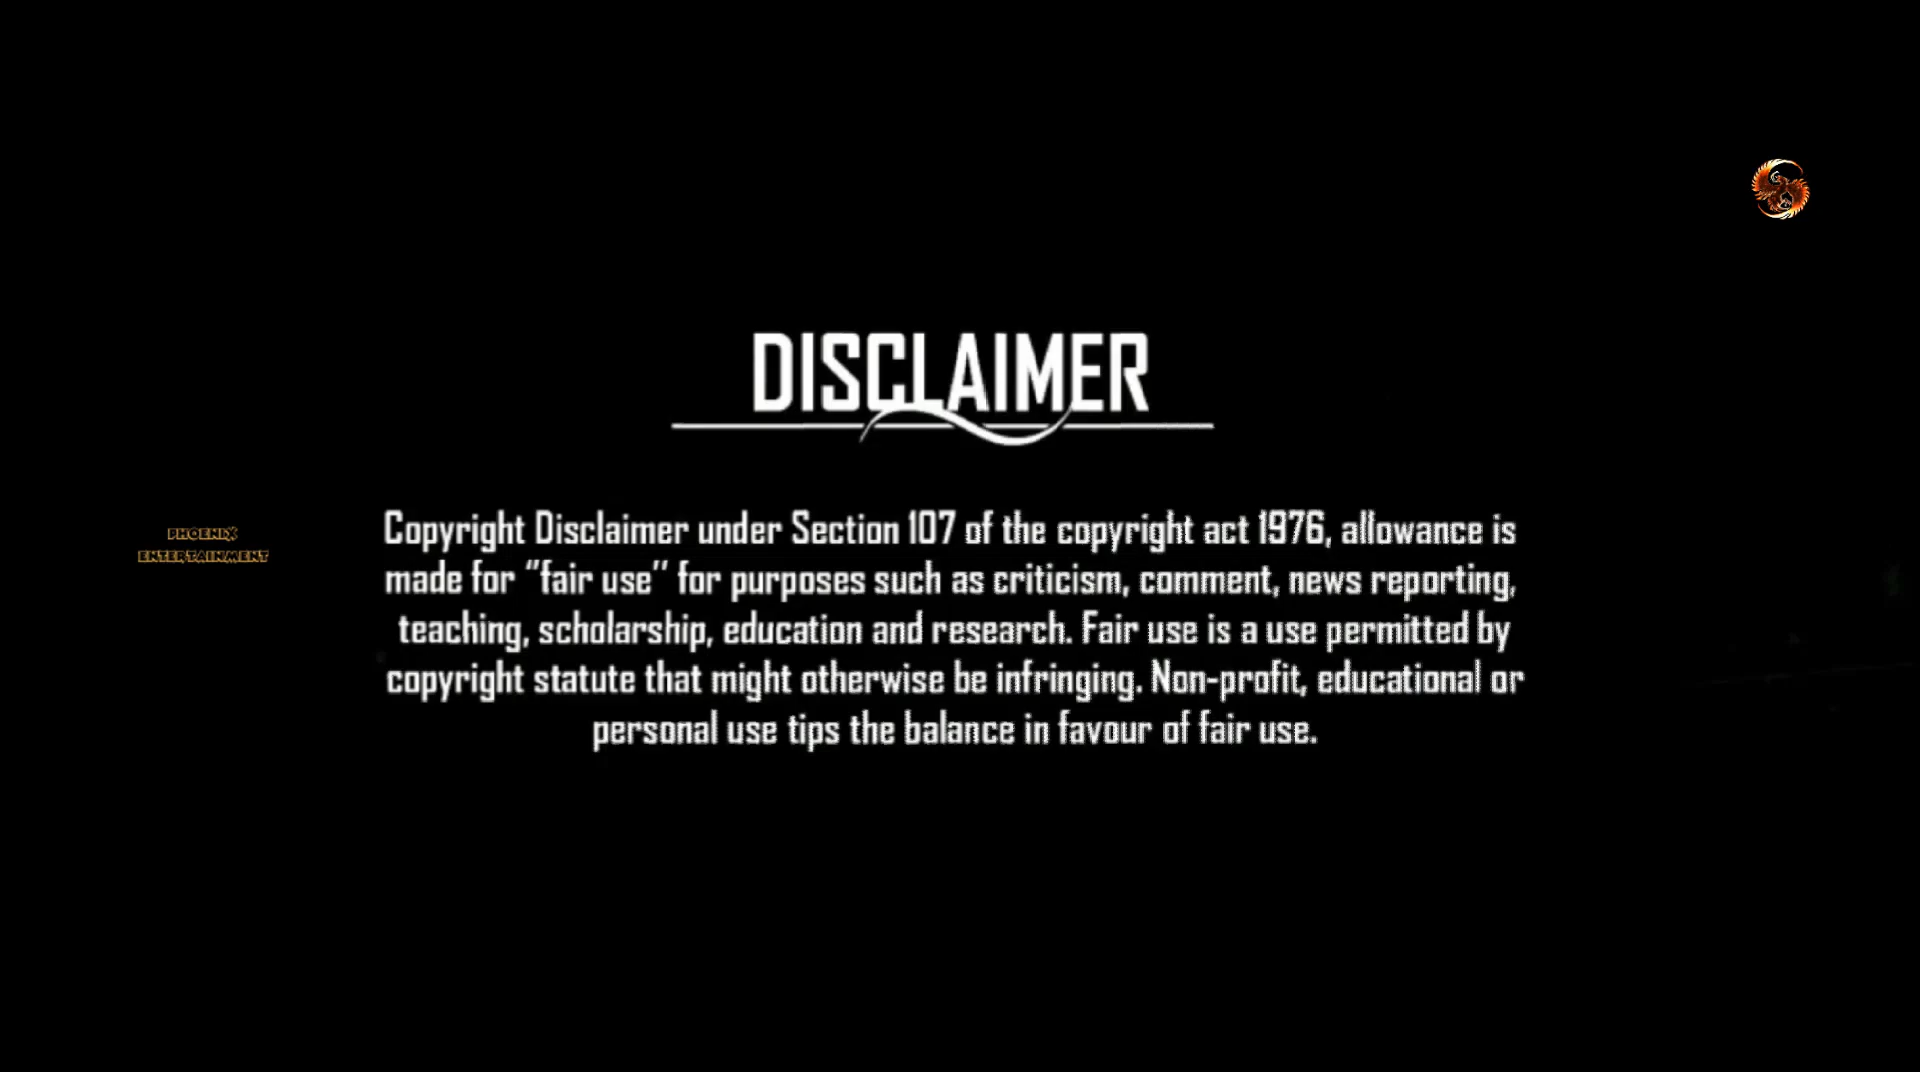 DISCLAIMER
PHOENIX
ENTERTAINMENT
Copyright Disclaimer under Section 107 of the copyright act 1976, allowance is
made for "fair use" for purposes such as criticism, comment, news reporting,
teaching, scholarship, education and research. Fair use is a use permitted by
copyright statute that might otherwise be infringing. Non-profit, educational or
personal use tips the balance in favour of fair use.